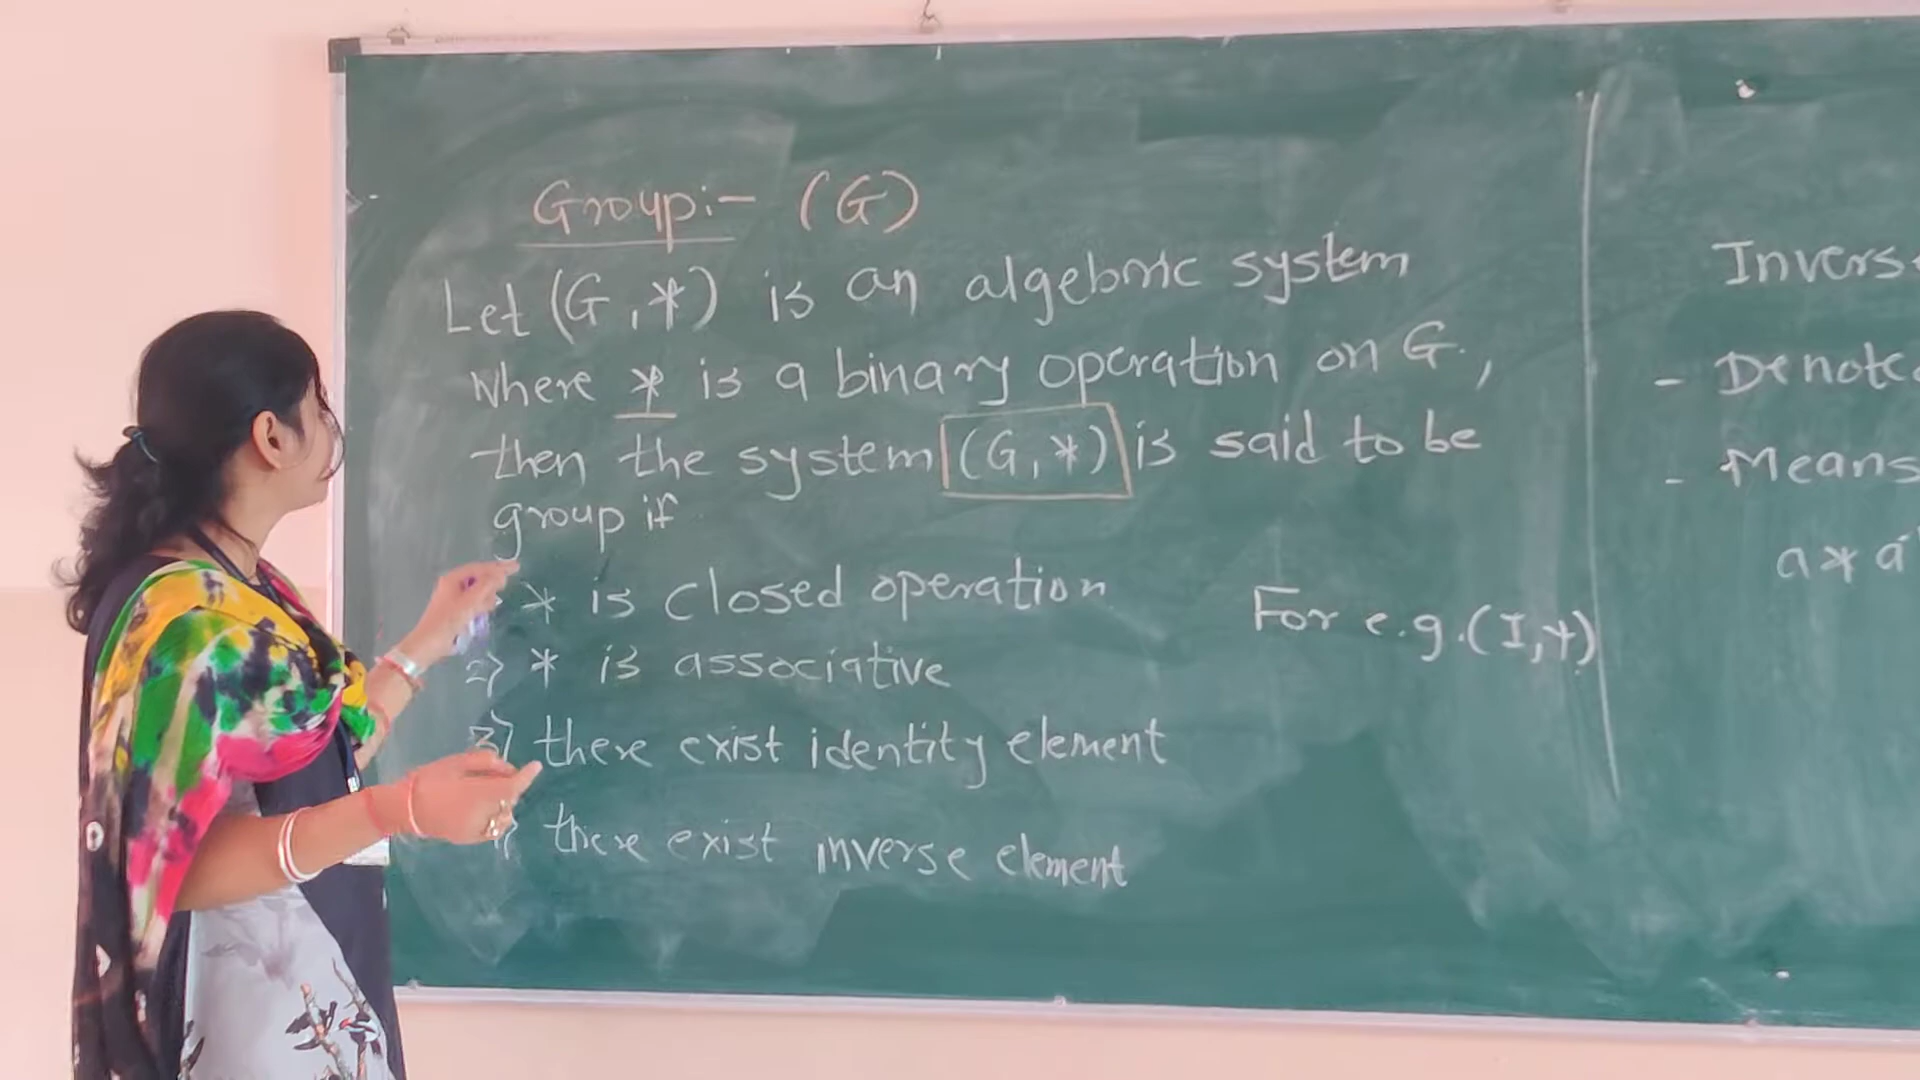 Group:- (G)
Let (G, *) is an algebraic system
Where * is a binary operation on G.,
then the system (G, *) is said to be
group if
* is closed operation
2) * is associative
3) there exist identity element
there exist inverse element
For e.g. (I, +)
Invers
- Denote
- Means
a * a